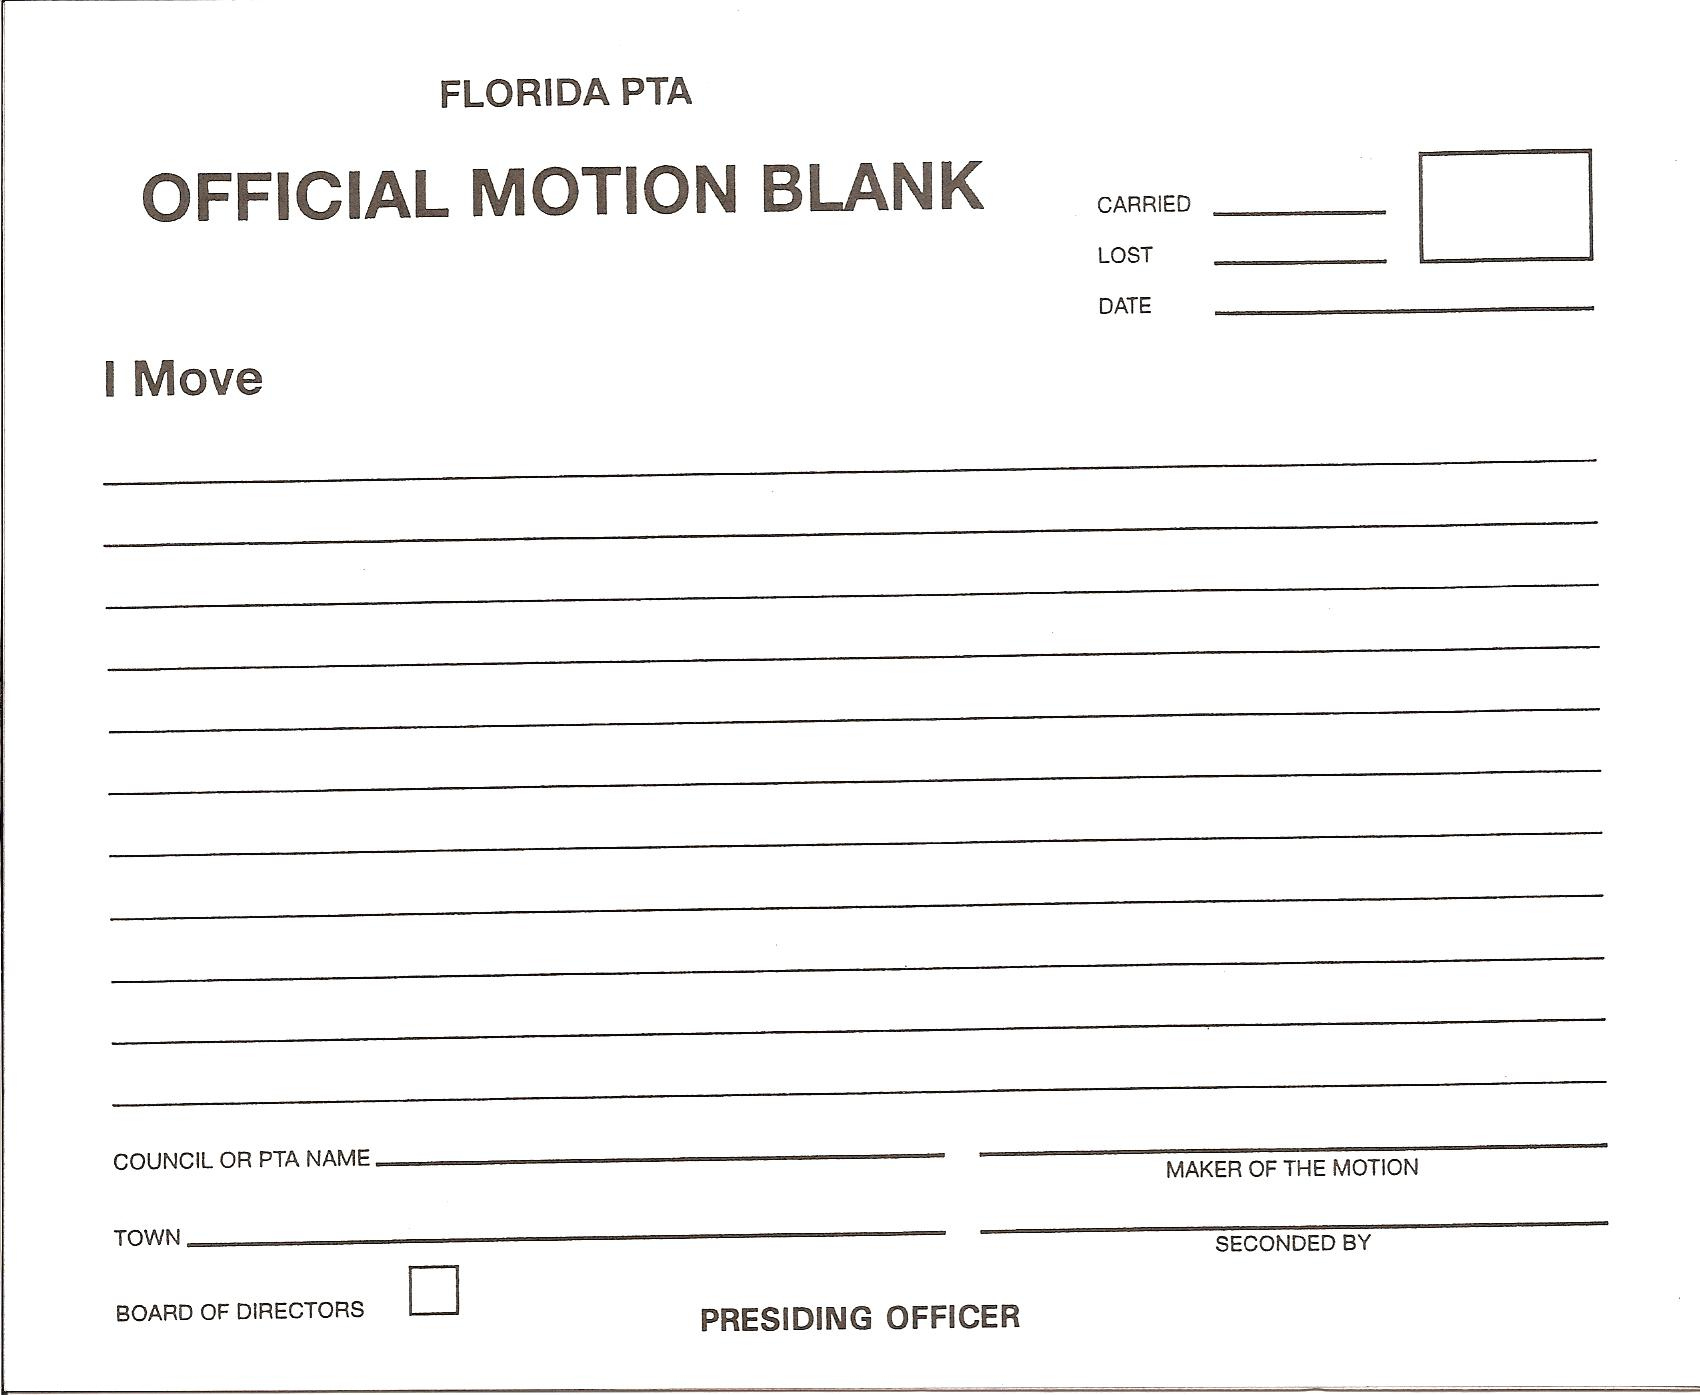 FLORIDA PTA
OFFICIAL MOTION BLANK
CARRIED
LOST
DATE
I Move
COUNCIL OR PTA NAME
MAKER OF THE MOTION
TOWN
SECONDED BY
BOARD OF DIRECTORS
PRESIDING OFFICER